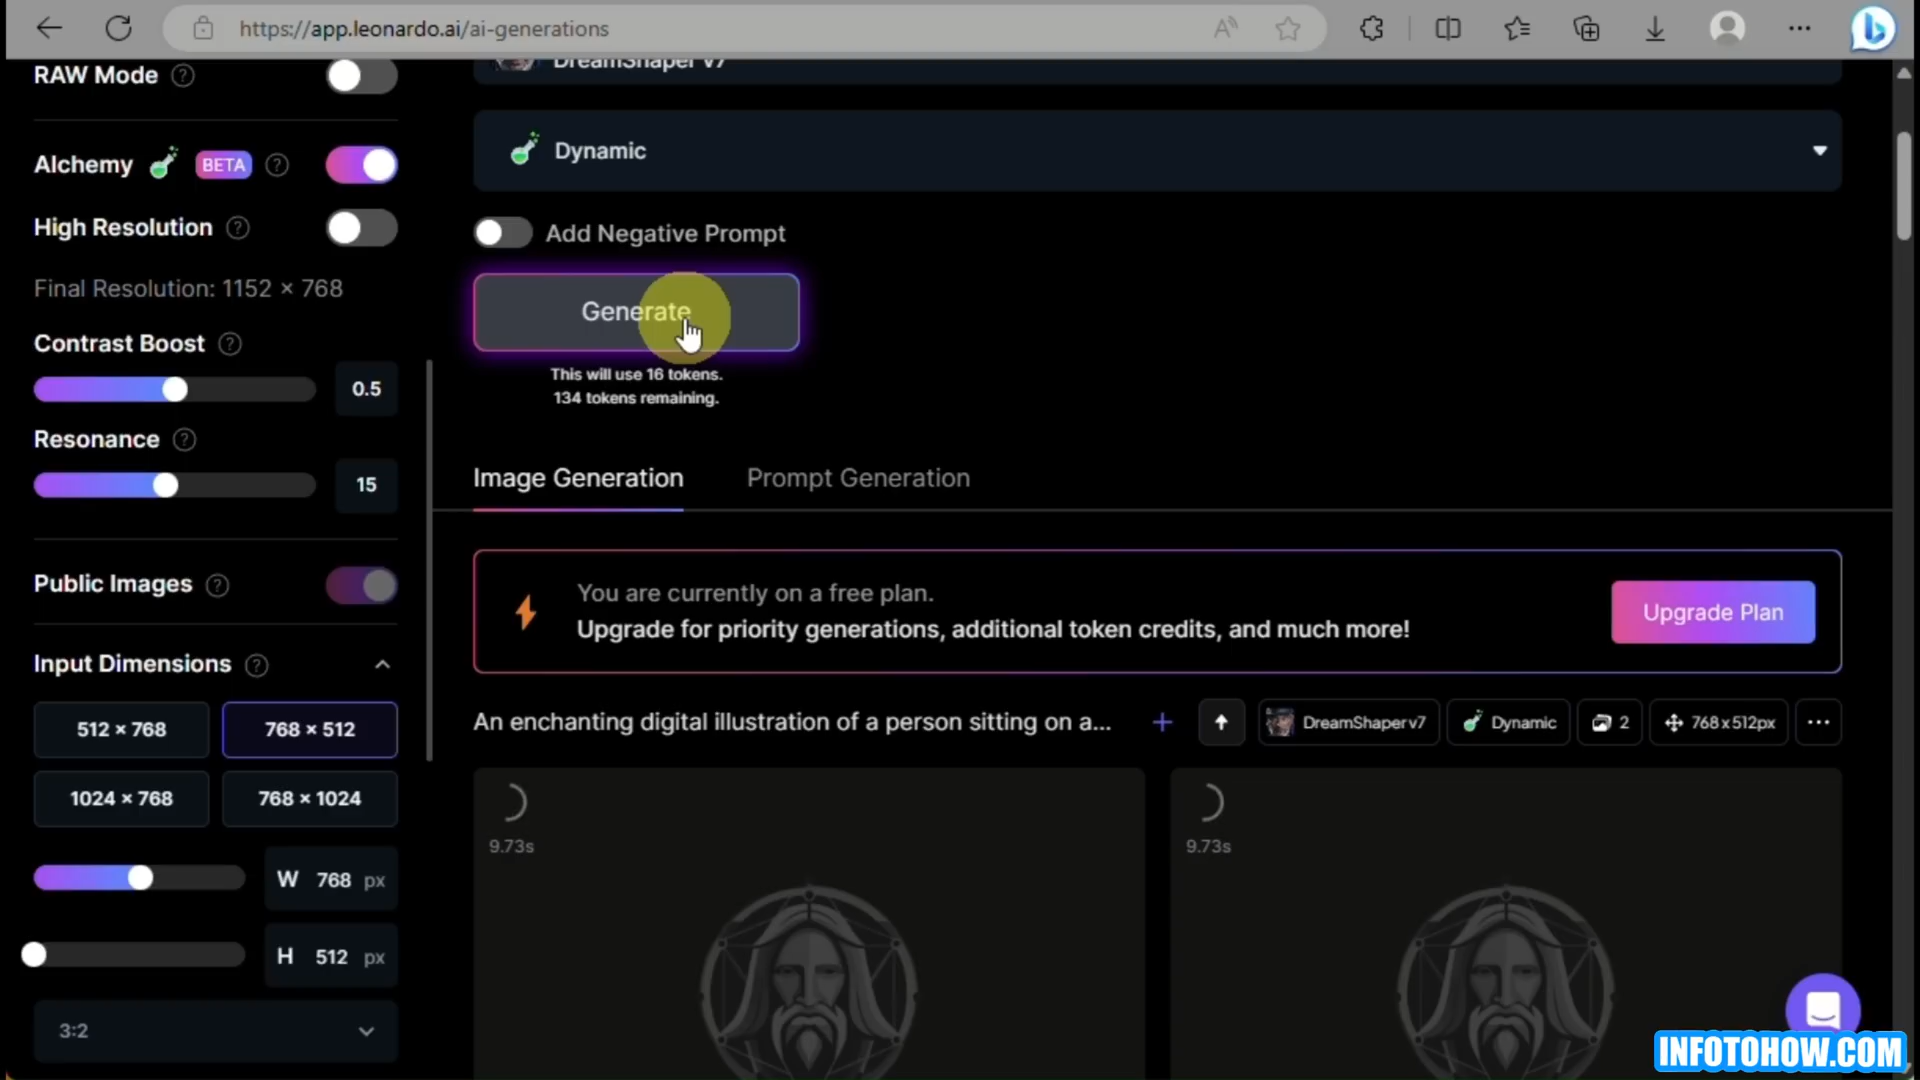 https://app.leonardo.ai/ai-generations
RAW Mode
Alchemy BETA
High Resolution
Final Resolution: 1152 × 768
Contrast Boost
0.5
Resonance
15
Public Images
Input Dimensions
512 × 768
768 × 512
1024 × 768
768 × 1024
W 768 px
H 512 px
3:2
DreamShaper v7
Dynamic
Add Negative Prompt
Generate
This will use 16 tokens.
134 tokens remaining.
Image Generation
Prompt Generation
You are currently on a free plan.
Upgrade for priority generations, additional token credits, and much more!
Upgrade Plan
An enchanting digital illustration of a person sitting on a...
DreamShaper v7
Dynamic
2
768x512px
9.73s
9.73s
INFOTOHOW.COM